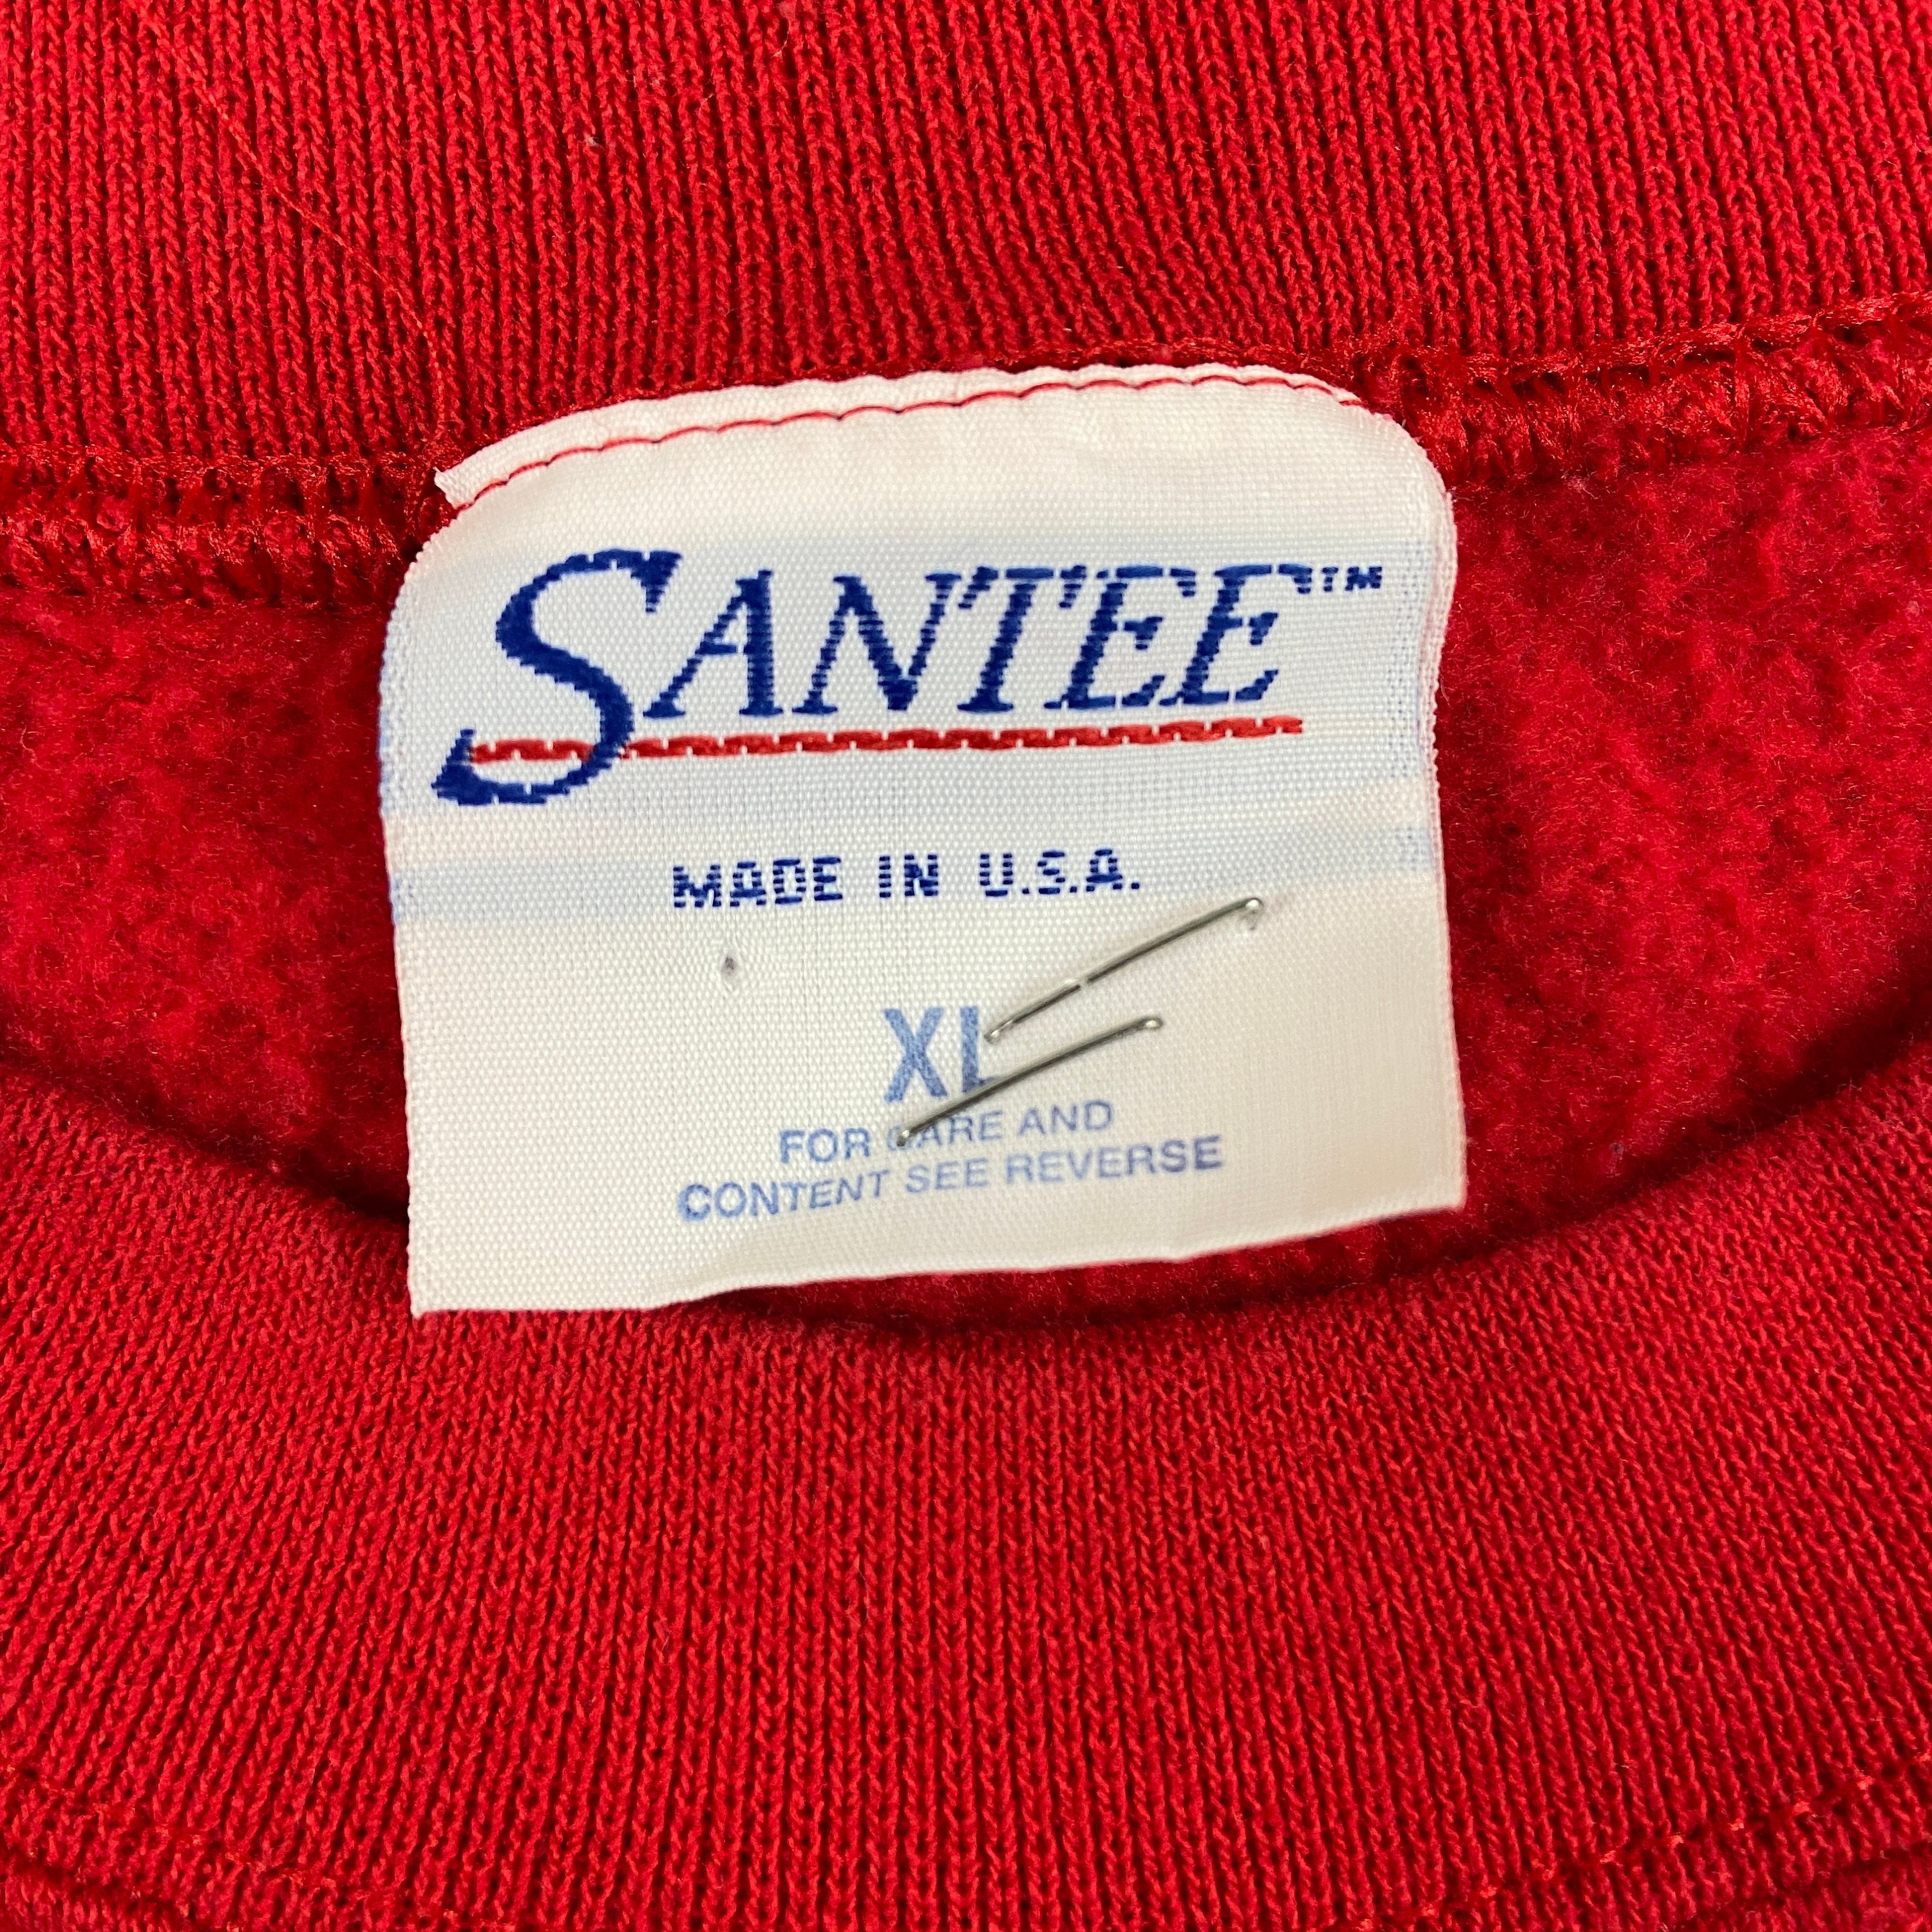 SANTEE™
MADE IN U.S.A.
XL
FOR CARE AND
CONTENT SEE REVERSE